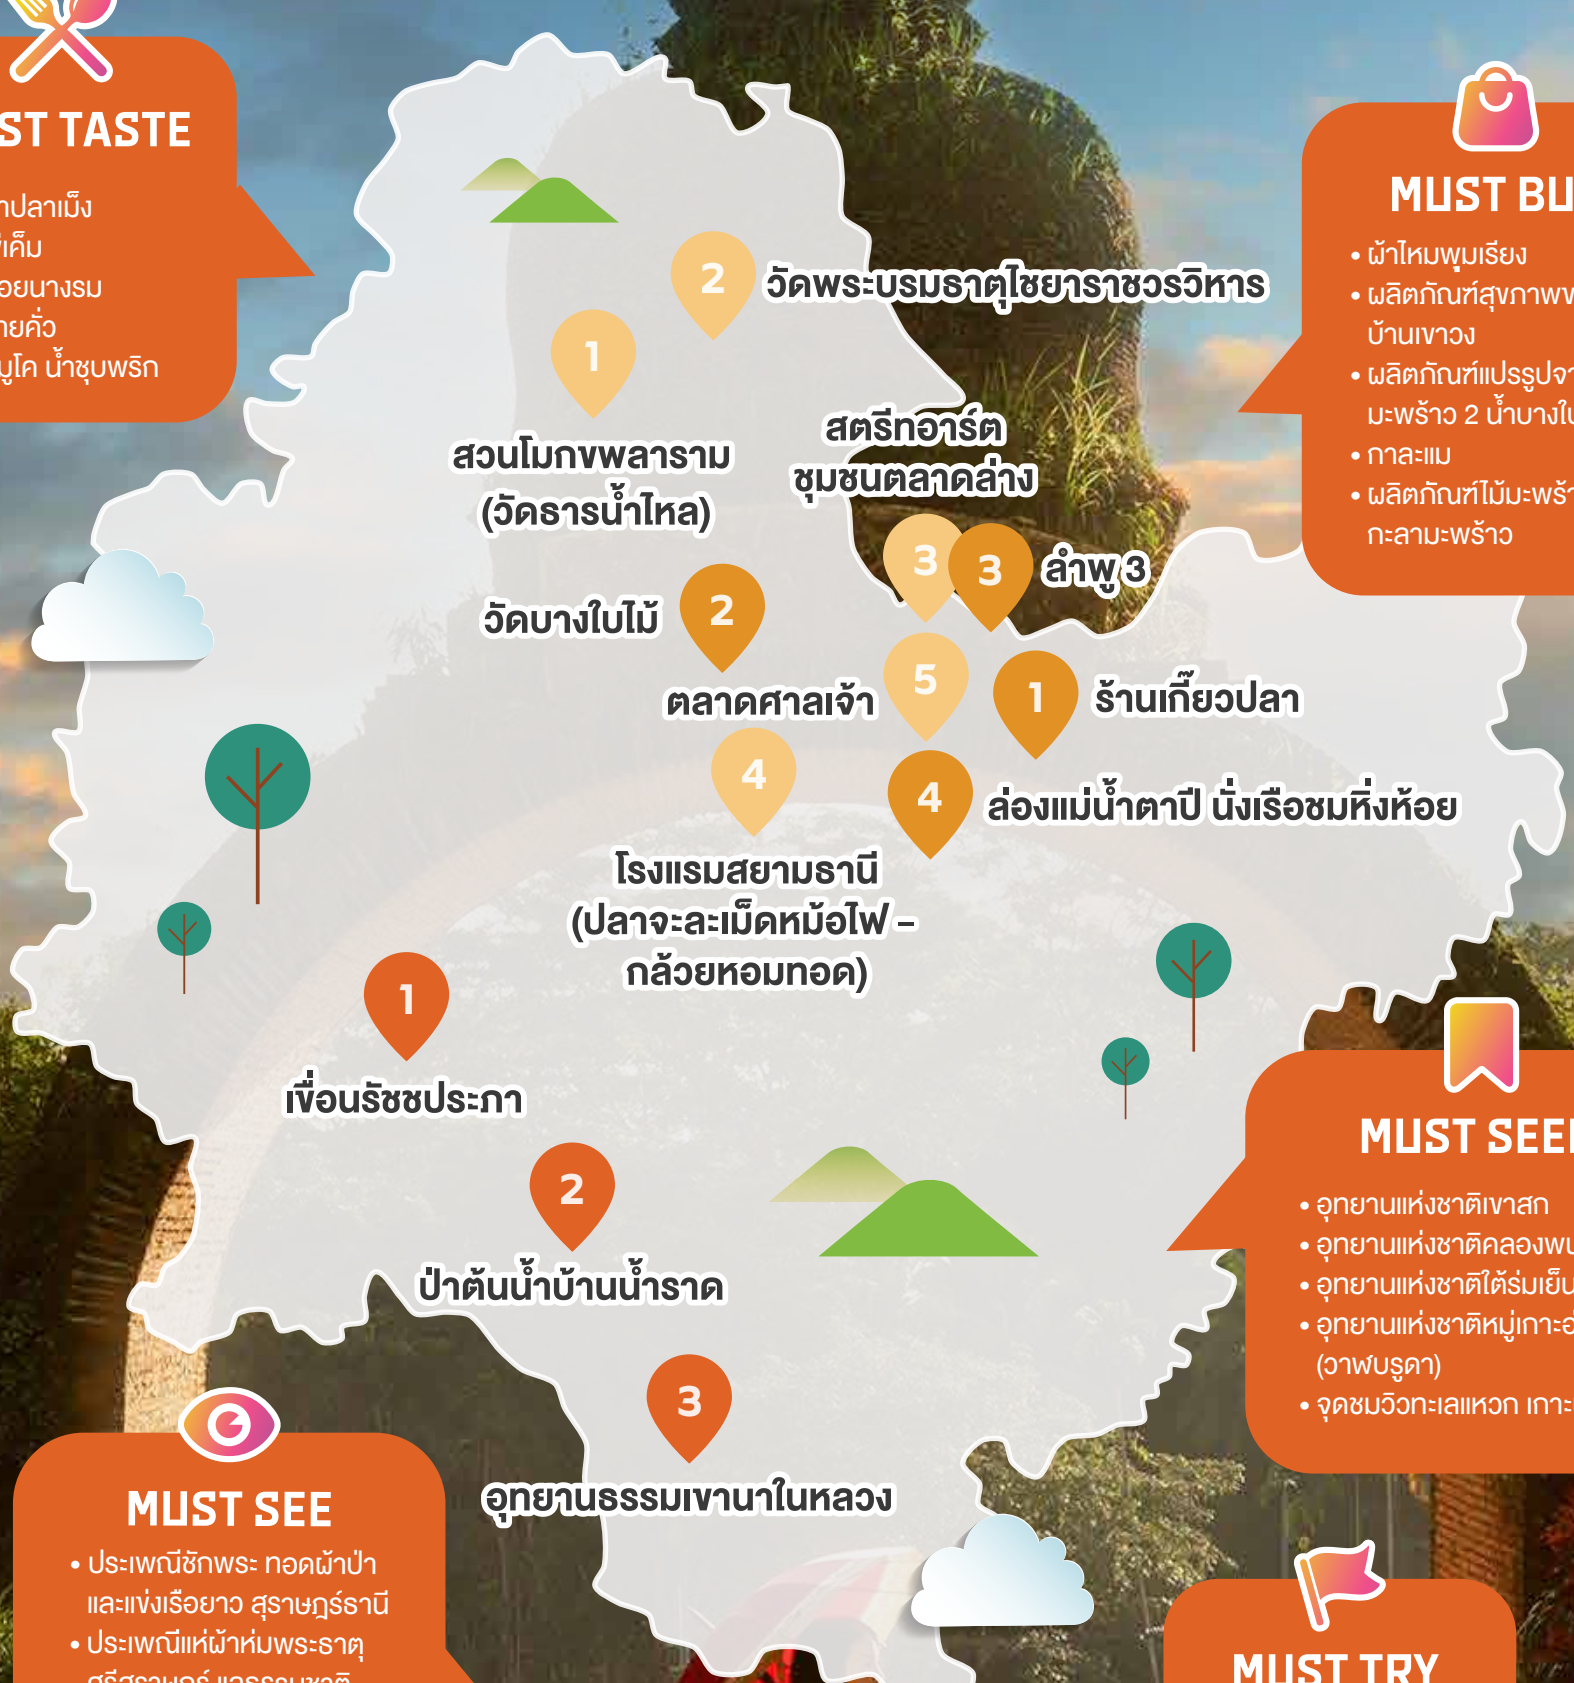 ST TASTE
าปลาเม็ง
เค็ม
อยนางรม
ายคั่ว
มูโค น้ำชุบพริก
MUST BU
• ผ้าไหมพุมเรียง
• ผลิตภัณฑ์สุขภาพ
บ้านเขาวง
• ผลิตภัณฑ์แปรรูปจา
มะพร้าว 2 น้ำบางใบ
• กาละแม
• ผลิตภัณฑ์ไม้มะพร้า
กะลามะพร้าว
2
วัดพระบรมธาตุไชยาราชวรวิหาร
1
สวนโมกขพลาราม
(วัดธารน้ำไหล)
สตรีทอาร์ต
ชุมชนตลาดล่าง
3
3
ลำพู 3
วัดบางใบไม้
2
ตลาดศาลเจ้า
5
1
ร้านเกี๊ยวปลา
4
4
ล่องแม่น้ำตาปี นั่งเรือชมหิ่งห้อย
โรงแรมสยามธานี
(ปลาจะละเม็ดหม้อไฟ –
กล้วยหอมทอด)
1
เขื่อนรัชชประภา
2
ป่าต้นน้ำบ้านน้ำราด
3
อุทยานธรรมเขานาในหลวง
MUST SEE
• อุทยานแห่งชาติเขาสก
• อุทยานแห่งชาติคลองพน
• อุทยานแห่งชาติใต้ร่มเย็น
• อุทยานแห่งชาติหมู่เกาะอ่
(วาฬบรูดา)
• จุดชมวิวทะเลแหวก เกาะ
MUST SEE
• ประเพณีชักพระ ทอดผ้าป่า
และแข่งเรือยาว สุราษฎร์ธานี
• ประเพณีแห่ผ้าห่มพระธาตุ
MUST TRY